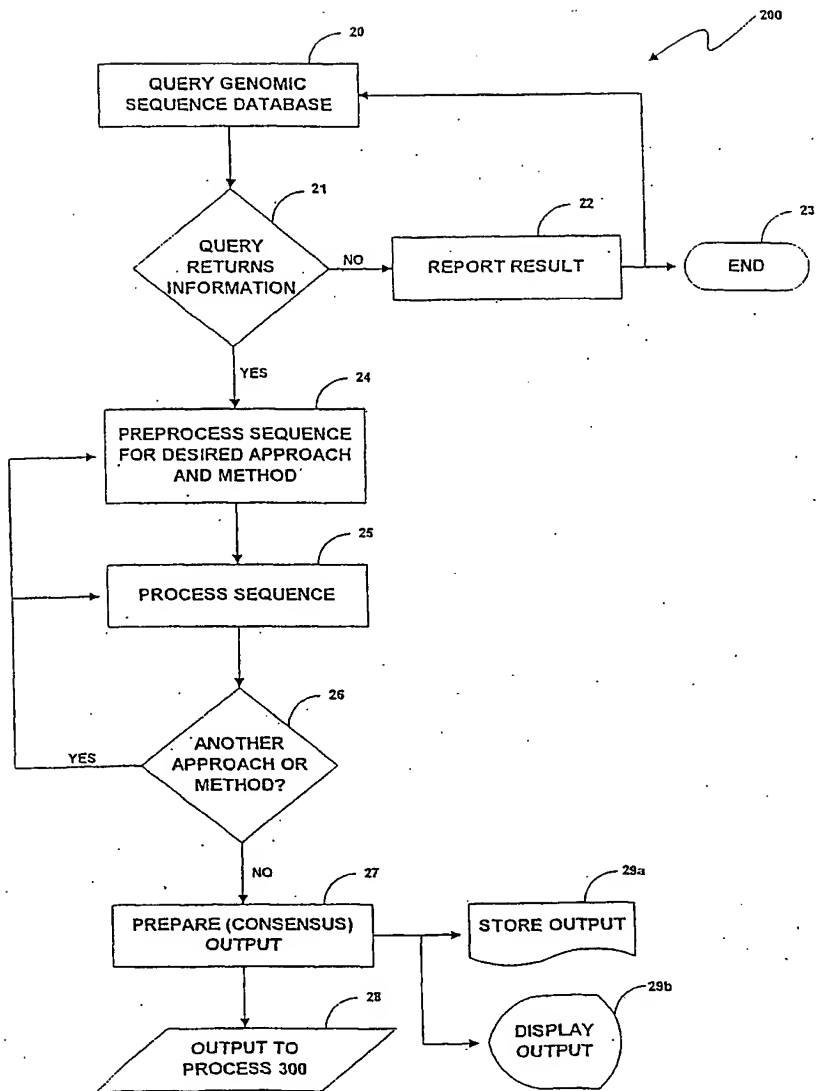 200
20
QUERY GENOMIC
SEQUENCE DATABASE
21
QUERY
RETURNS
INFORMATION
NO
22
REPORT RESULT
23
END
YES
24
PREPROCESS SEQUENCE
FOR DESIRED APPROACH
AND METHOD
25
PROCESS SEQUENCE
26
ANOTHER
APPROACH OR
METHOD?
YES
NO
27
PREPARE (CONSENSUS)
OUTPUT
29a
STORE OUTPUT
28
OUTPUT TO
PROCESS 300
29b
DISPLAY
OUTPUT